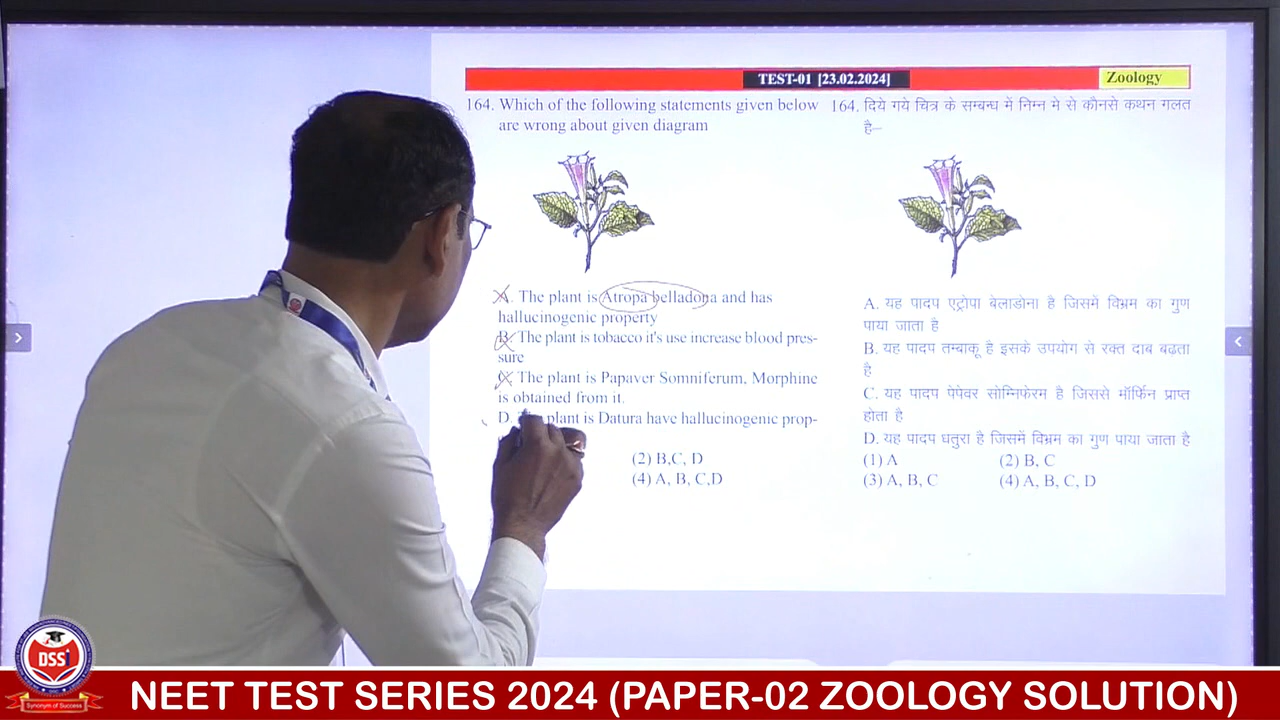 TEST-01 [23.02.2024]
Zoology
164. Which of the following statements given below
are wrong about given diagram
A. The plant is Atropa belladona and has
hallucinogenic property
B. The plant is tobacco it's use increase blood pres-
sure
C. The plant is Papaver Somniferum, Morphine
is obtained from it.
D. The plant is Datura have hallucinogenic prop-
(2) B,C, D
(4) A, B, C,D
164. दिये गये चित्र के सम्बन्ध में निम्न मे से कौनसे कथन गलत
है–
A. यह पादप एट्रोपा बेलाडोना है जिसमें विभ्रम का गुण
पाया जाता है
B. यह पादप तम्बाकू है इसके उपयोग से रक्त दाब बढता
है
C. यह पादप पेपेवर सोम्निफेरम है जिससे मॉर्फिन प्राप्त
होता है
D. यह पादप धतुरा है जिसमें विभ्रम का गुण पाया जाता है
(1) A (2) B, C
(3) A, B, C (4) A, B, C, D
DSSi
Synonym of Success
NEET TEST SERIES 2024 (PAPER-02 ZOOLOGY SOLUTION)